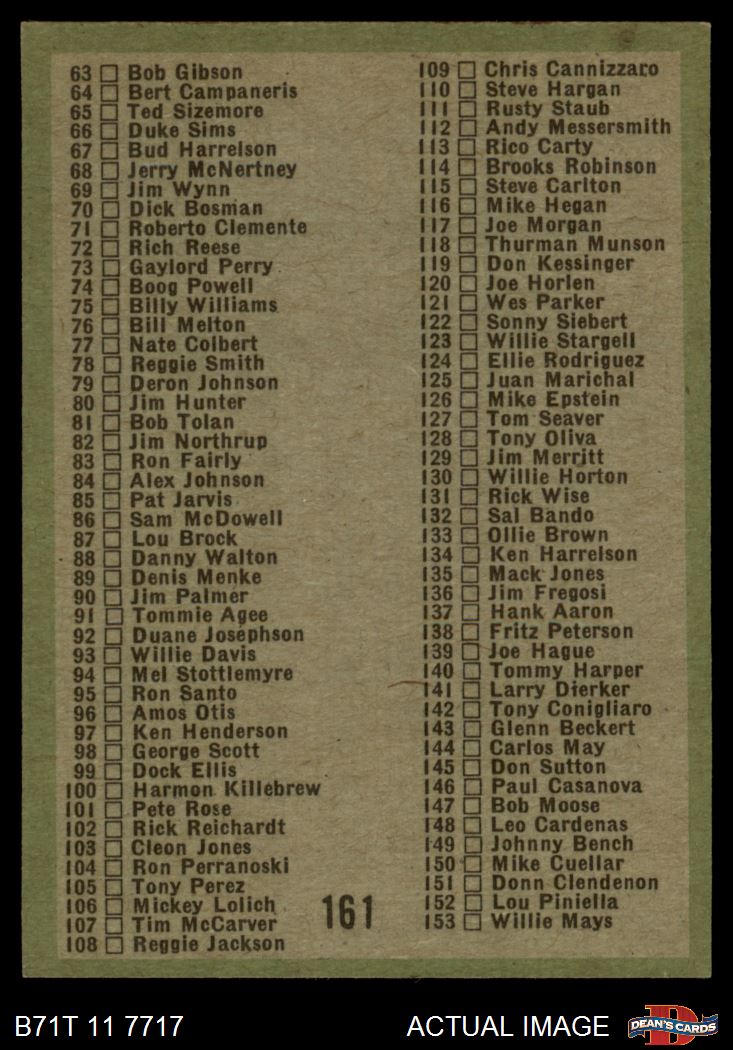 63 Bob Gibson
64 Bert Campaneris
65 Ted Sizemore
66 Duke Sims
67 Bud Harrelson
68 Jerry McNertney
69 Jim Wynn
70 Dick Bosman
71 Roberto Clemente
72 Rich Reese
73 Gaylord Perry
74 Boog Powell
75 Billy Williams
76 Bill Melton
77 Nate Colbert
78 Reggie Smith
79 Deron Johnson
80 Jim Hunter
81 Bob Tolan
82 Jim Northrup
83 Ron Fairly
84 Alex Johnson
85 Pat Jarvis
86 Sam McDowell
87 Lou Brock
88 Danny Walton
89 Denis Menke
90 Jim Palmer
91 Tommie Agee
92 Duane Josephson
93 Willie Davis
94 Mel Stottlemyre
95 Ron Santo
96 Amos Otis
97 Ken Henderson
98 George Scott
99 Dock Ellis
100 Harmon Killebrew
101 Pete Rose
102 Rick Reichardt
103 Cleon Jones
104 Ron Perranoski
105 Tony Perez
106 Mickey Lolich
107 Tim McCarver
108 Reggie Jackson
161
109 Chris Cannizzaro
110 Steve Hargan
111 Rusty Staub
112 Andy Messersmith
113 Rico Carty
114 Brooks Robinson
115 Steve Carlton
116 Mike Hegan
117 Joe Morgan
118 Thurman Munson
119 Don Kessinger
120 Joe Horlen
121 Wes Parker
122 Sonny Siebert
123 Willie Stargell
124 Ellie Rodriguez
125 Juan Marichal
126 Mike Epstein
127 Tom Seaver
128 Tony Oliva
129 Jim Merritt
130 Willie Horton
131 Rick Wise
132 Sal Bando
133 Ollie Brown
134 Ken Harrelson
135 Mack Jones
136 Jim Fregosi
137 Hank Aaron
138 Fritz Peterson
139 Joe Hague
140 Tommy Harper
141 Larry Dierker
142 Tony Conigliaro
143 Glenn Beckert
144 Carlos May
145 Don Sutton
146 Paul Casanova
147 Bob Moose
148 Leo Cardenas
149 Johnny Bench
150 Mike Cuellar
151 Donn Clendenon
152 Lou Piniella
153 Willie Mays
B71T 11 7717
ACTUAL IMAGE
D
DEAN'S CARDS